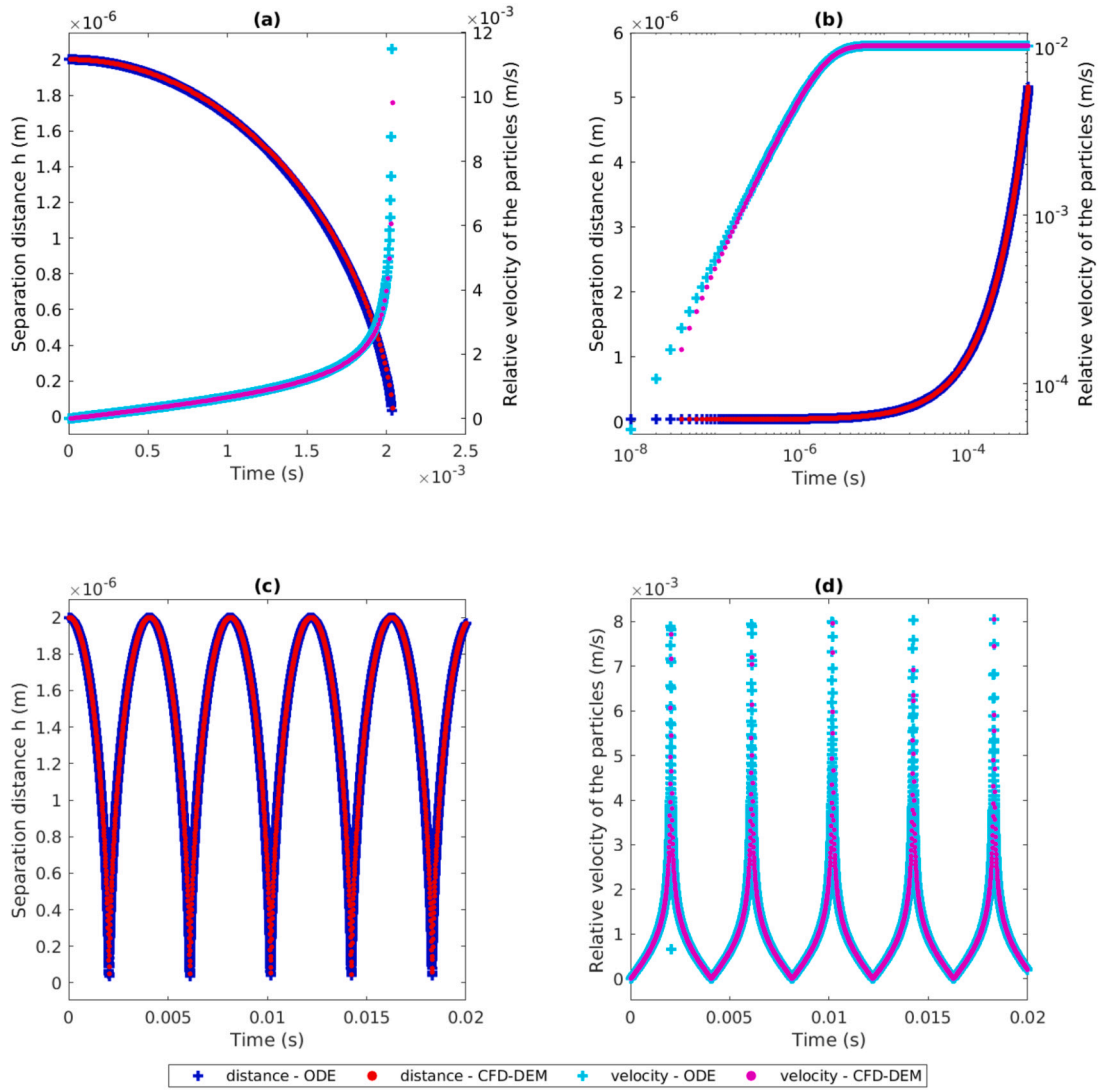 (a)
×10⁻⁶
×10⁻³
Separation distance h (m)
2
1.8
1.6
1.4
1.2
1
0.8
0.6
0.4
0.2
0
12
10
8
6
4
2
0
Relative velocity of the particles (m/s)
0 0.5 1 1.5 2 2.5
Time (s)
×10⁻³
(b)
×10⁻⁶
Separation distance h (m)
6
5
4
3
2
1
0
10⁻²
10⁻³
10⁻⁴
Relative velocity of the particles (m/s)
10⁻⁸ 10⁻⁶ 10⁻⁴
Time (s)
(c)
×10⁻⁶
Separation distance h (m)
2
1.8
1.6
1.4
1.2
1
0.8
0.6
0.4
0.2
0
0 0.005 0.01 0.015 0.02
Time (s)
(d)
×10⁻³
Relative velocity of the particles (m/s)
8
7
6
5
4
3
2
1
0
0 0.005 0.01 0.015 0.02
Time (s)
distance - ODE distance - CFD-DEM velocity - ODE velocity - CFD-DEM